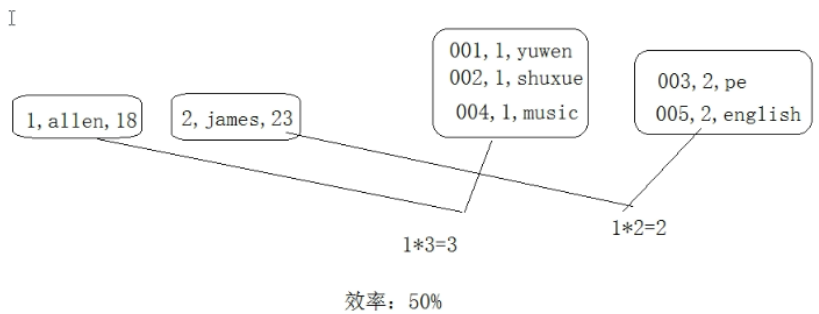 1,allen,18
2,james,23
001,1,yuwen
002,1,shuxue
004,1,music
003,2,pe
005,2,english
1*3=3
1*2=2
效率：50%